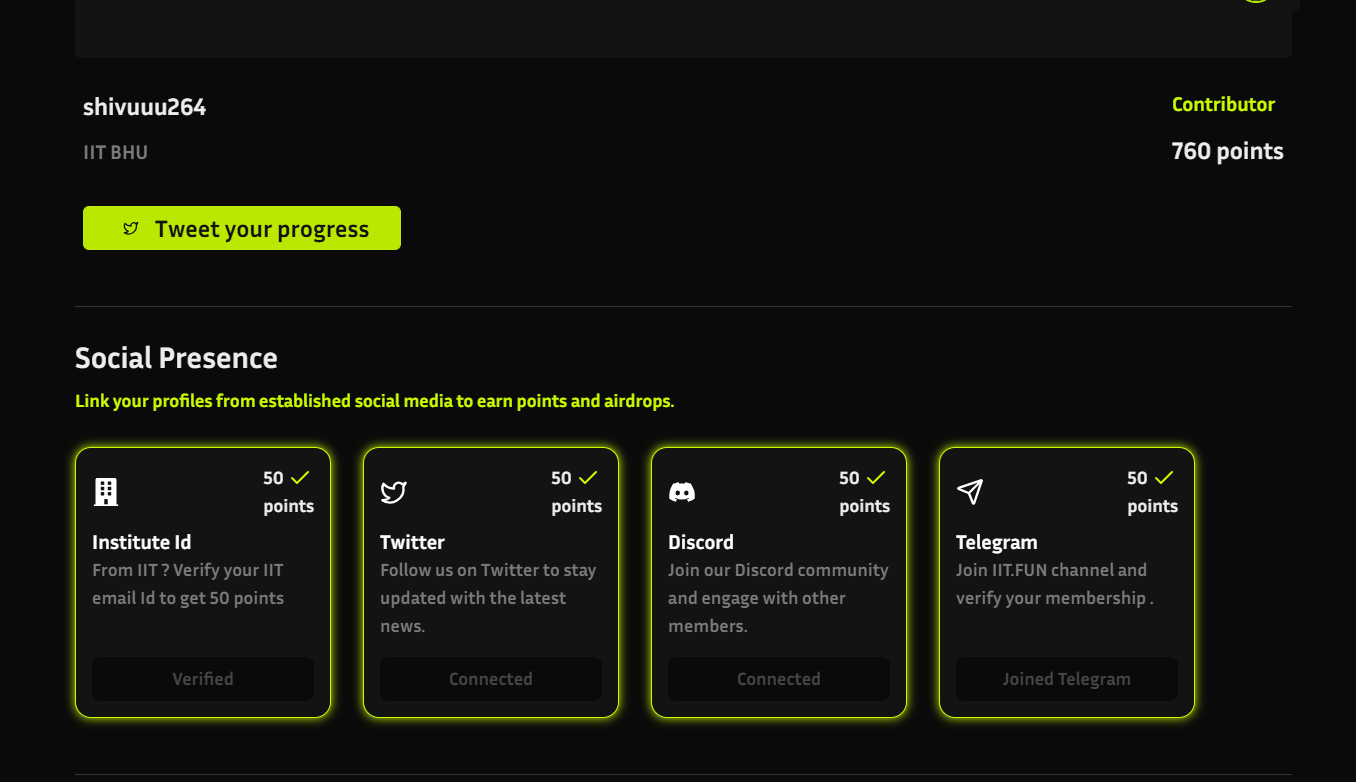 shivuuu264
Contributor
IIT BHU
760 points
Tweet your progress
Social Presence
Link your profiles from established social media to earn points and airdrops.
50
points
Institute Id
From IIT ? Verify your IIT
email Id to get 50 points
Verified
50
points
Twitter
Follow us on Twitter to stay
updated with the latest
news.
Connected
50
points
Discord
Join our Discord community
and engage with other
members.
Connected
50
points
Telegram
Join IIT.FUN channel and
verify your membership .
Joined Telegram